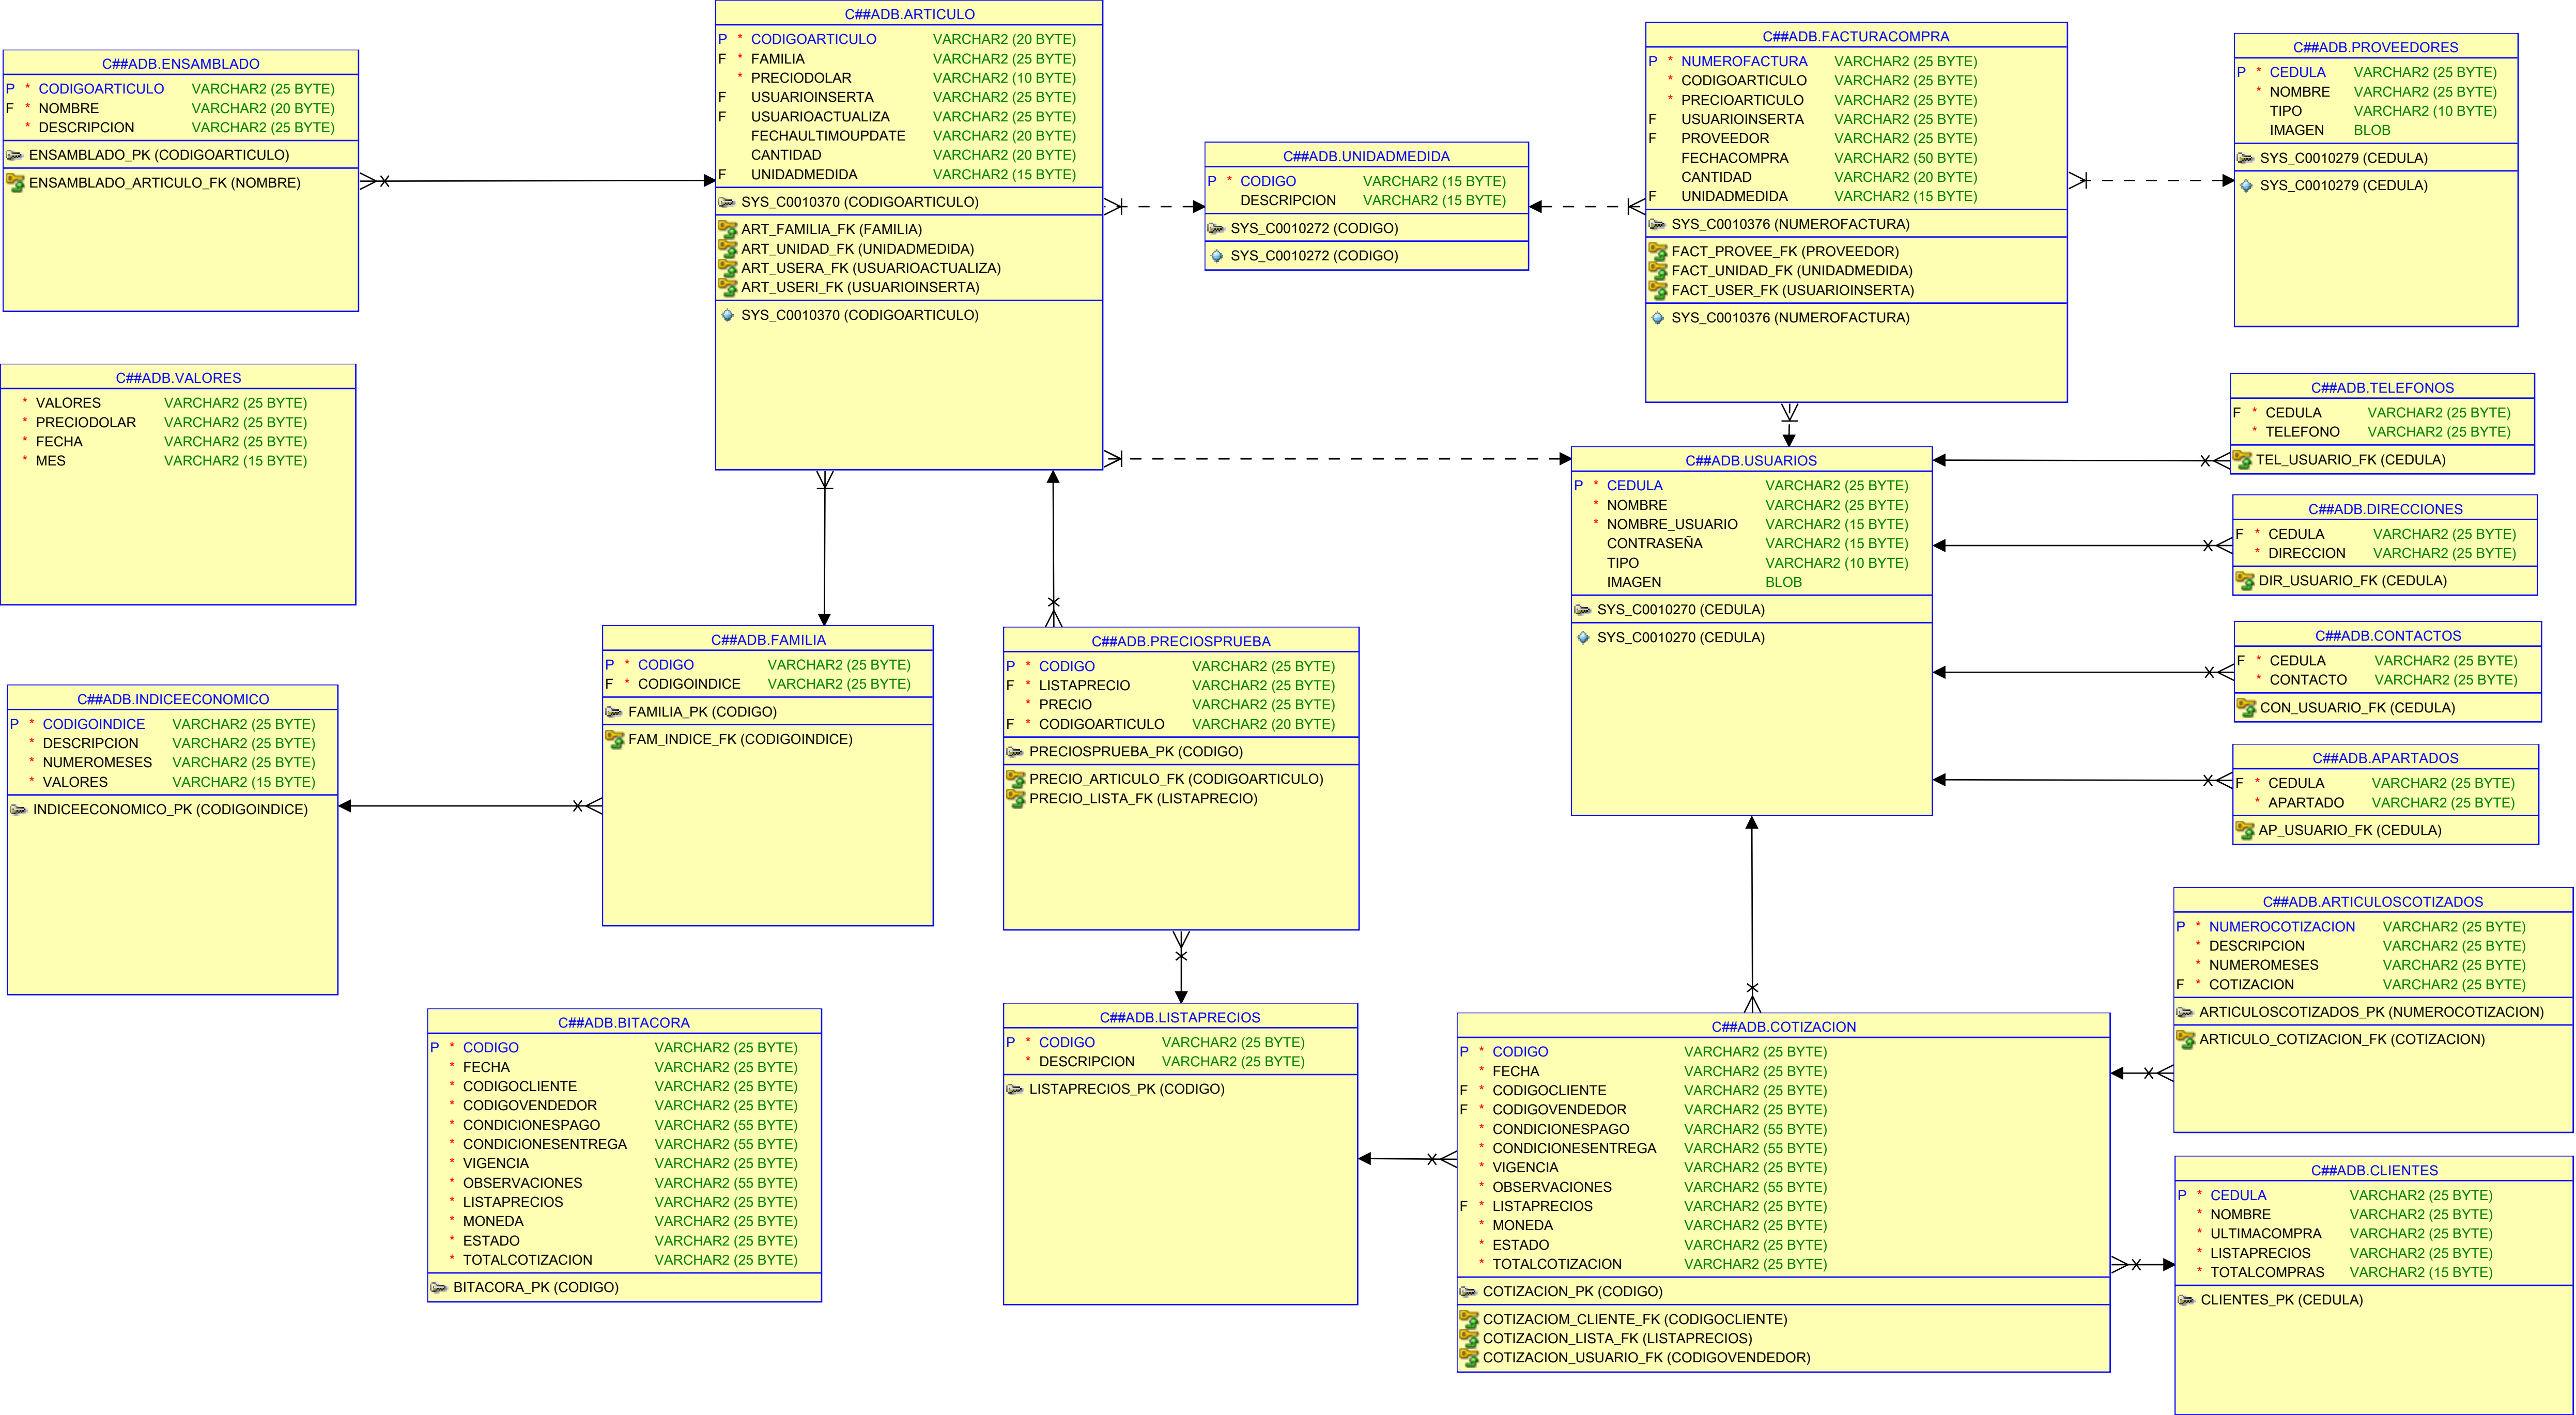 C##ADB.ENSAMBLADO
P * CODIGOARTICULO VARCHAR2 (25 BYTE)
F * NOMBRE VARCHAR2 (20 BYTE)
* DESCRIPCION VARCHAR2 (25 BYTE)
ENSAMBLADO_PK (CODIGOARTICULO)
ENSAMBLADO_ARTICULO_FK (NOMBRE)
C##ADB.ARTICULO
P * CODIGOARTICULO VARCHAR2 (20 BYTE)
F * FAMILIA VARCHAR2 (25 BYTE)
* PRECIODOLAR VARCHAR2 (10 BYTE)
F USUARIOINSERTA VARCHAR2 (25 BYTE)
F USUARIOACTUALIZA VARCHAR2 (25 BYTE)
FECHAULTIMOUPDATE VARCHAR2 (20 BYTE)
CANTIDAD VARCHAR2 (20 BYTE)
F UNIDADMEDIDA VARCHAR2 (15 BYTE)
SYS_C0010370 (CODIGOARTICULO)
ART_FAMILIA_FK (FAMILIA)
ART_UNIDAD_FK (UNIDADMEDIDA)
ART_USERA_FK (USUARIOACTUALIZA)
ART_USERI_FK (USUARIOINSERTA)
SYS_C0010370 (CODIGOARTICULO)
C##ADB.UNIDADMEDIDA
P * CODIGO VARCHAR2 (15 BYTE)
DESCRIPCION VARCHAR2 (15 BYTE)
SYS_C0010272 (CODIGO)
SYS_C0010272 (CODIGO)
C##ADB.FACTURACOMPRA
P * NUMEROFACTURA VARCHAR2 (25 BYTE)
* CODIGOARTICULO VARCHAR2 (25 BYTE)
* PRECIOARTICULO VARCHAR2 (25 BYTE)
F USUARIOINSERTA VARCHAR2 (25 BYTE)
F PROVEEDOR VARCHAR2 (25 BYTE)
FECHACOMPRA VARCHAR2 (50 BYTE)
CANTIDAD VARCHAR2 (20 BYTE)
F UNIDADMEDIDA VARCHAR2 (15 BYTE)
SYS_C0010376 (NUMEROFACTURA)
FACT_PROVEE_FK (PROVEEDOR)
FACT_UNIDAD_FK (UNIDADMEDIDA)
FACT_USER_FK (USUARIOINSERTA)
SYS_C0010376 (NUMEROFACTURA)
C##ADB.PROVEEDORES
P * CEDULA VARCHAR2 (25 BYTE)
* NOMBRE VARCHAR2 (25 BYTE)
TIPO VARCHAR2 (10 BYTE)
IMAGEN BLOB
SYS_C0010279 (CEDULA)
SYS_C0010279 (CEDULA)
C##ADB.VALORES
* VALORES VARCHAR2 (25 BYTE)
* PRECIODOLAR VARCHAR2 (25 BYTE)
* FECHA VARCHAR2 (25 BYTE)
* MES VARCHAR2 (15 BYTE)
C##ADB.USUARIOS
P * CEDULA VARCHAR2 (25 BYTE)
* NOMBRE VARCHAR2 (25 BYTE)
* NOMBRE_USUARIO VARCHAR2 (15 BYTE)
CONTRASEÑA VARCHAR2 (15 BYTE)
TIPO VARCHAR2 (10 BYTE)
IMAGEN BLOB
SYS_C0010270 (CEDULA)
SYS_C0010270 (CEDULA)
C##ADB.TELEFONOS
F * CEDULA VARCHAR2 (25 BYTE)
* TELEFONO VARCHAR2 (25 BYTE)
TEL_USUARIO_FK (CEDULA)
C##ADB.DIRECCIONES
F * CEDULA VARCHAR2 (25 BYTE)
* DIRECCION VARCHAR2 (25 BYTE)
DIR_USUARIO_FK (CEDULA)
C##ADB.CONTACTOS
F * CEDULA VARCHAR2 (25 BYTE)
* CONTACTO VARCHAR2 (25 BYTE)
CON_USUARIO_FK (CEDULA)
C##ADB.APARTADOS
F * CEDULA VARCHAR2 (25 BYTE)
* APARTADO VARCHAR2 (25 BYTE)
AP_USUARIO_FK (CEDULA)
C##ADB.INDICEECONOMICO
P * CODIGOINDICE VARCHAR2 (25 BYTE)
* DESCRIPCION VARCHAR2 (25 BYTE)
* NUMEROMESES VARCHAR2 (25 BYTE)
* VALORES VARCHAR2 (15 BYTE)
INDICEECONOMICO_PK (CODIGOINDICE)
C##ADB.FAMILIA
P * CODIGO VARCHAR2 (25 BYTE)
F * CODIGOINDICE VARCHAR2 (25 BYTE)
FAMILIA_PK (CODIGO)
FAM_INDICE_FK (CODIGOINDICE)
C##ADB.PRECIOSPRUEBA
P * CODIGO VARCHAR2 (25 BYTE)
F * LISTAPRECIO VARCHAR2 (25 BYTE)
* PRECIO VARCHAR2 (25 BYTE)
F * CODIGOARTICULO VARCHAR2 (20 BYTE)
PRECIOSPRUEBA_PK (CODIGO)
PRECIO_ARTICULO_FK (CODIGOARTICULO)
PRECIO_LISTA_FK (LISTAPRECIO)
C##ADB.BITACORA
P * CODIGO VARCHAR2 (25 BYTE)
* FECHA VARCHAR2 (25 BYTE)
* CODIGOCLIENTE VARCHAR2 (25 BYTE)
* CODIGOVENDEDOR VARCHAR2 (25 BYTE)
* CONDICIONESPAGO VARCHAR2 (55 BYTE)
* CONDICIONESENTREGA VARCHAR2 (55 BYTE)
* VIGENCIA VARCHAR2 (25 BYTE)
* OBSERVACIONES VARCHAR2 (55 BYTE)
* LISTAPRECIOS VARCHAR2 (25 BYTE)
* MONEDA VARCHAR2 (25 BYTE)
* ESTADO VARCHAR2 (25 BYTE)
* TOTALCOTIZACION VARCHAR2 (25 BYTE)
BITACORA_PK (CODIGO)
C##ADB.LISTAPRECIOS
P * CODIGO VARCHAR2 (25 BYTE)
* DESCRIPCION VARCHAR2 (25 BYTE)
LISTAPRECIOS_PK (CODIGO)
C##ADB.COTIZACION
P * CODIGO VARCHAR2 (25 BYTE)
* FECHA VARCHAR2 (25 BYTE)
F * CODIGOCLIENTE VARCHAR2 (25 BYTE)
F * CODIGOVENDEDOR VARCHAR2 (25 BYTE)
* CONDICIONESPAGO VARCHAR2 (55 BYTE)
* CONDICIONESENTREGA VARCHAR2 (55 BYTE)
* VIGENCIA VARCHAR2 (25 BYTE)
* OBSERVACIONES VARCHAR2 (55 BYTE)
F * LISTAPRECIOS VARCHAR2 (25 BYTE)
* MONEDA VARCHAR2 (25 BYTE)
* ESTADO VARCHAR2 (25 BYTE)
* TOTALCOTIZACION VARCHAR2 (25 BYTE)
COTIZACION_PK (CODIGO)
COTIZACIOM_CLIENTE_FK (CODIGOCLIENTE)
COTIZACION_LISTA_FK (LISTAPRECIOS)
COTIZACION_USUARIO_FK (CODIGOVENDEDOR)
C##ADB.ARTICULOSCOTIZADOS
P * NUMEROCOTIZACION VARCHAR2 (25 BYTE)
* DESCRIPCION VARCHAR2 (25 BYTE)
* NUMEROMESES VARCHAR2 (25 BYTE)
F * COTIZACION VARCHAR2 (25 BYTE)
ARTICULOSCOTIZADOS_PK (NUMEROCOTIZACION)
ARTICULO_COTIZACION_FK (COTIZACION)
C##ADB.CLIENTES
P * CEDULA VARCHAR2 (25 BYTE)
* NOMBRE VARCHAR2 (25 BYTE)
* ULTIMACOMPRA VARCHAR2 (25 BYTE)
* LISTAPRECIOS VARCHAR2 (25 BYTE)
* TOTALCOMPRAS VARCHAR2 (15 BYTE)
CLIENTES_PK (CEDULA)